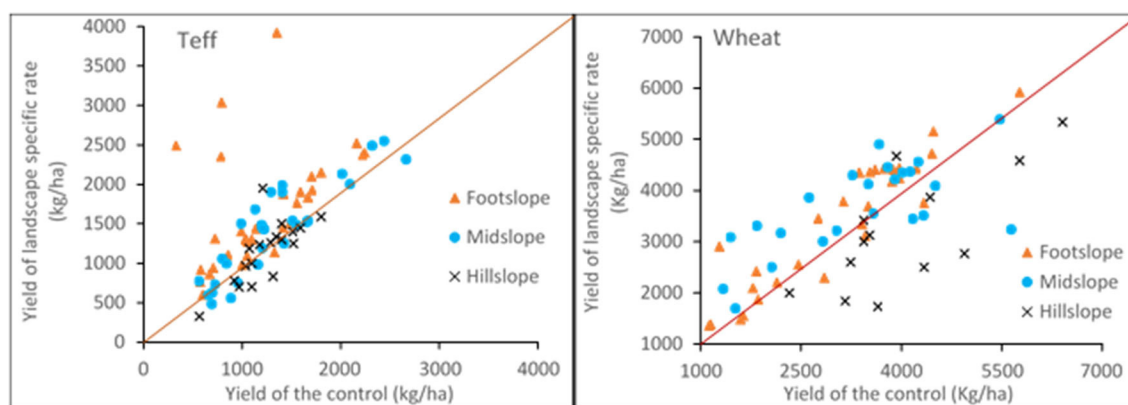 Teff
Yield of landscape specific rate
(kg/ha)
4000
3500
3000
2500
2000
1500
1000
500
0
0 1000 2000 3000 4000
Yield of the control (kg/ha)
Footslope
Midslope
Hillslope
Wheat
Yield of landscape specific rate
(kg/ha)
7000
6000
5000
4000
3000
2000
1000
1000 2500 4000 5500 7000
Yield of the control (Kg/ha)
Footslope
Midslope
Hillslope